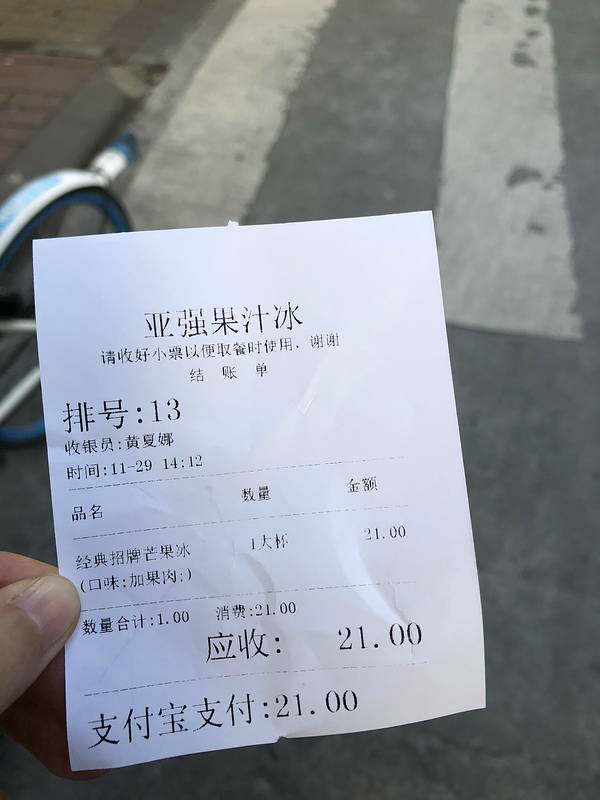 亚强果汁冰
请收好小票以便取餐时使用，谢谢
结 账 单
排号:13
收银员:黄夏娜
时间:11-29 14:12
品名 数量 金额
经典招牌芒果冰 1大杯 21.00
(口味:加果肉;)
数量合计:1.00 消费:21.00
应收: 21.00
支付宝支付:21.00